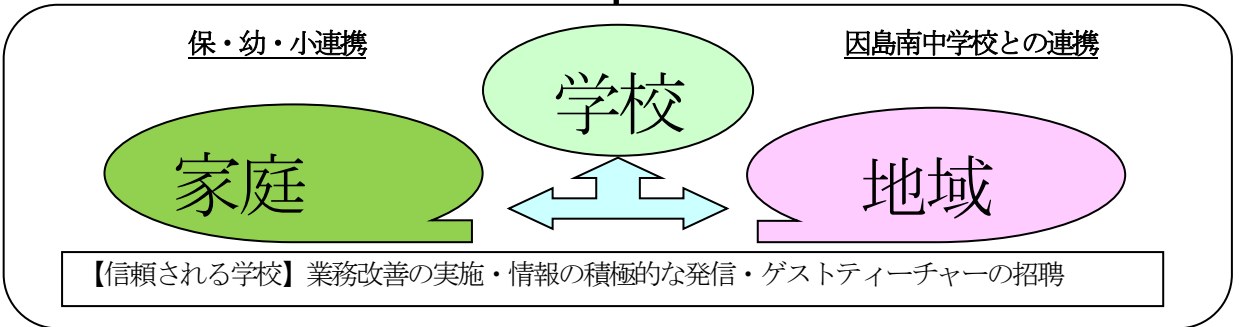 保・幼・小連携
因島南中学校との連携
学校
家庭
地域
【信頼される学校】業務改善の実施・情報の積極的な発信・ゲストティーチャーの招聘